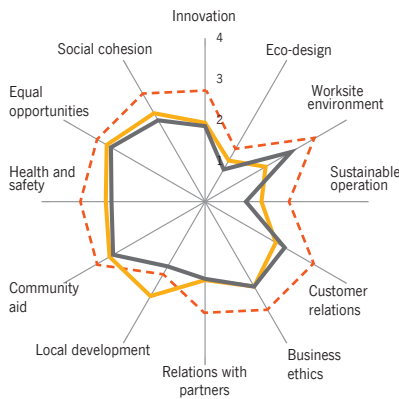 Innovation
4
Social cohesion
Eco-design
3
Equal
opportunities
Worksite
environment
2
1
Health and
safety
Sustainable
operation
Community
aid
Customer
relations
Local development
Business
ethics
Relations with
partners